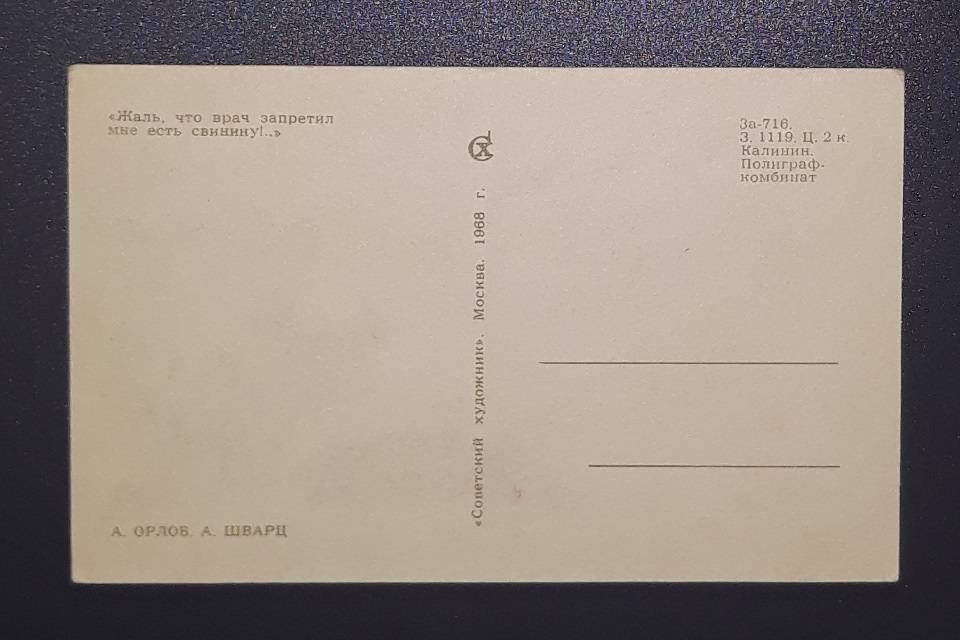 «Жаль, что врач запретил
мне есть свинину!..»
А. ОРЛОВ, А. ШВАРЦ
СХ
«Советский художник». Москва. 1968 г.
За-716.
З. 1119. Ц. 2 к.
Калинин.
Полиграф-
комбинат